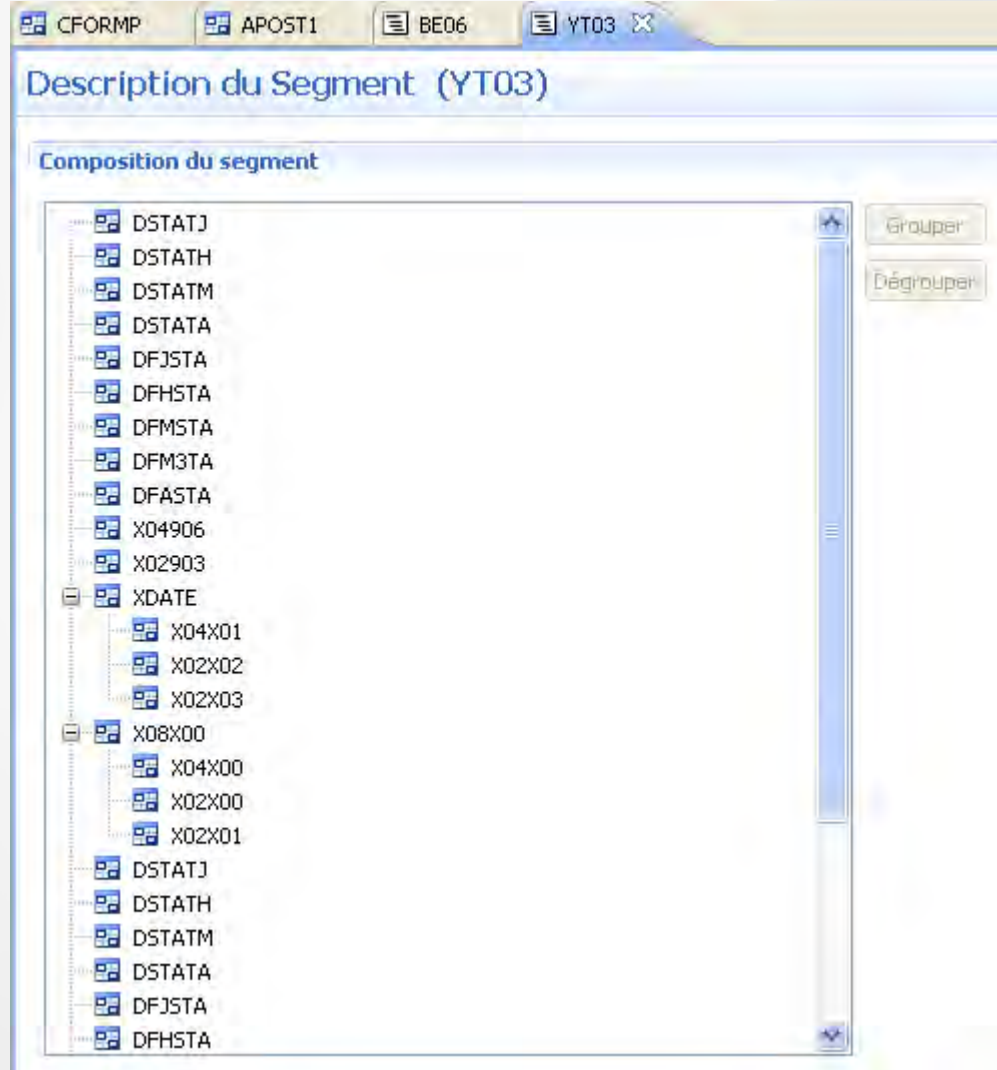 CFORMP APOST1 BE06 YT03
Description du Segment (YT03)
Composition du segment
DSTATJ
Grouper
DSTATH
Dégrouper
DSTATM
DSTATA
DFJSTA
DFHSTA
DFMSTA
DFM3TA
DFASTA
X04906
X02903
XDATE
X04X01
X02X02
X02X03
X08X00
X04X00
X02X00
X02X01
DSTATJ
DSTATH
DSTATM
DSTATA
DFJSTA
DFHSTA